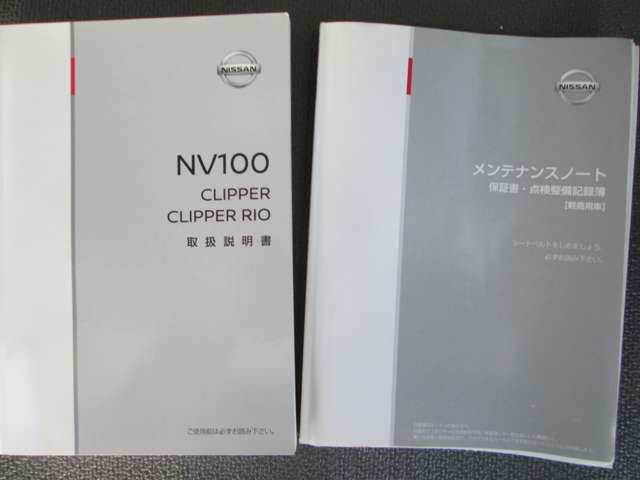 NISSAN
NV100
CLIPPER
CLIPPER RIO
取扱説明書
ご使用前は必ずお読み下さい。
NISSAN
メンテナンスノート
保証書・点検整備記録簿
【軽商用車】
シートベルトをしめましょう。
必ずお読み下さい。